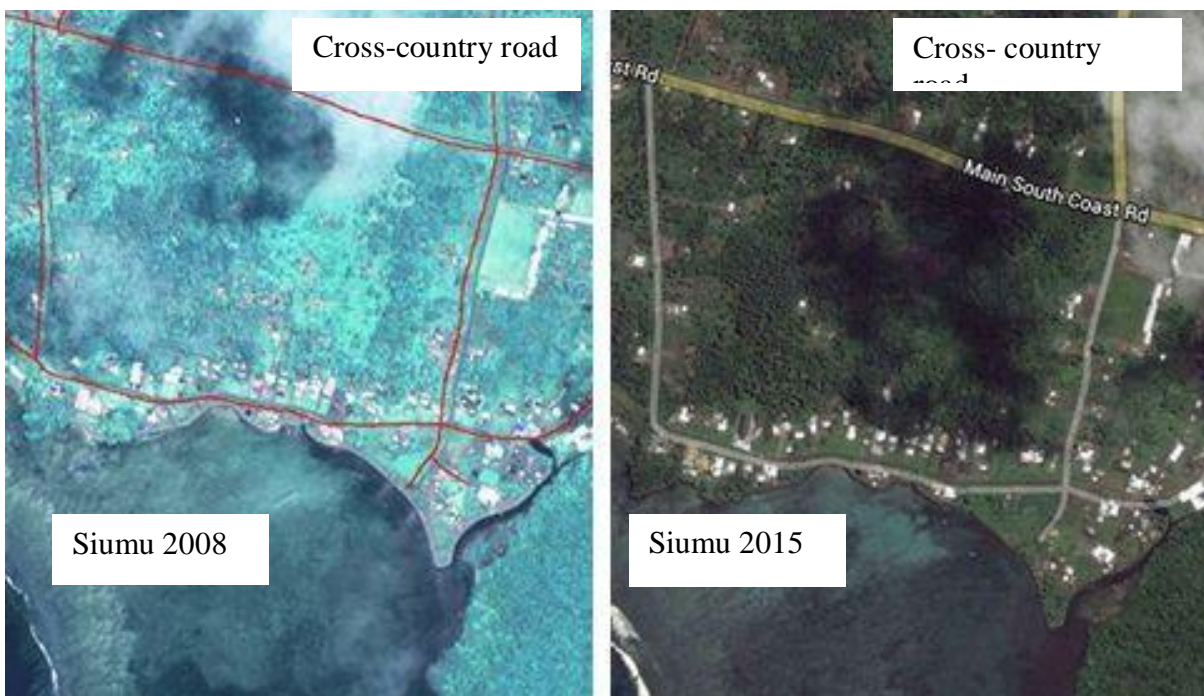 Cross-country road
Cross- country
st Rd
Main South Coast Rd
Siumu 2008
Siumu 2015